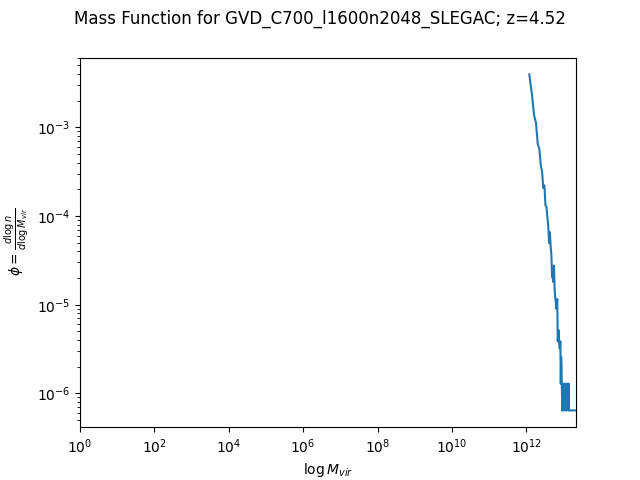 Mass Function for GVD_C700_l1600n2048_SLEGAC; z=4.52
ϕ = d log n / d log M_vir
10⁻³
10⁻⁴
10⁻⁵
10⁻⁶
10⁰ 10² 10⁴ 10⁶ 10⁸ 10¹⁰ 10¹²
log M_vir